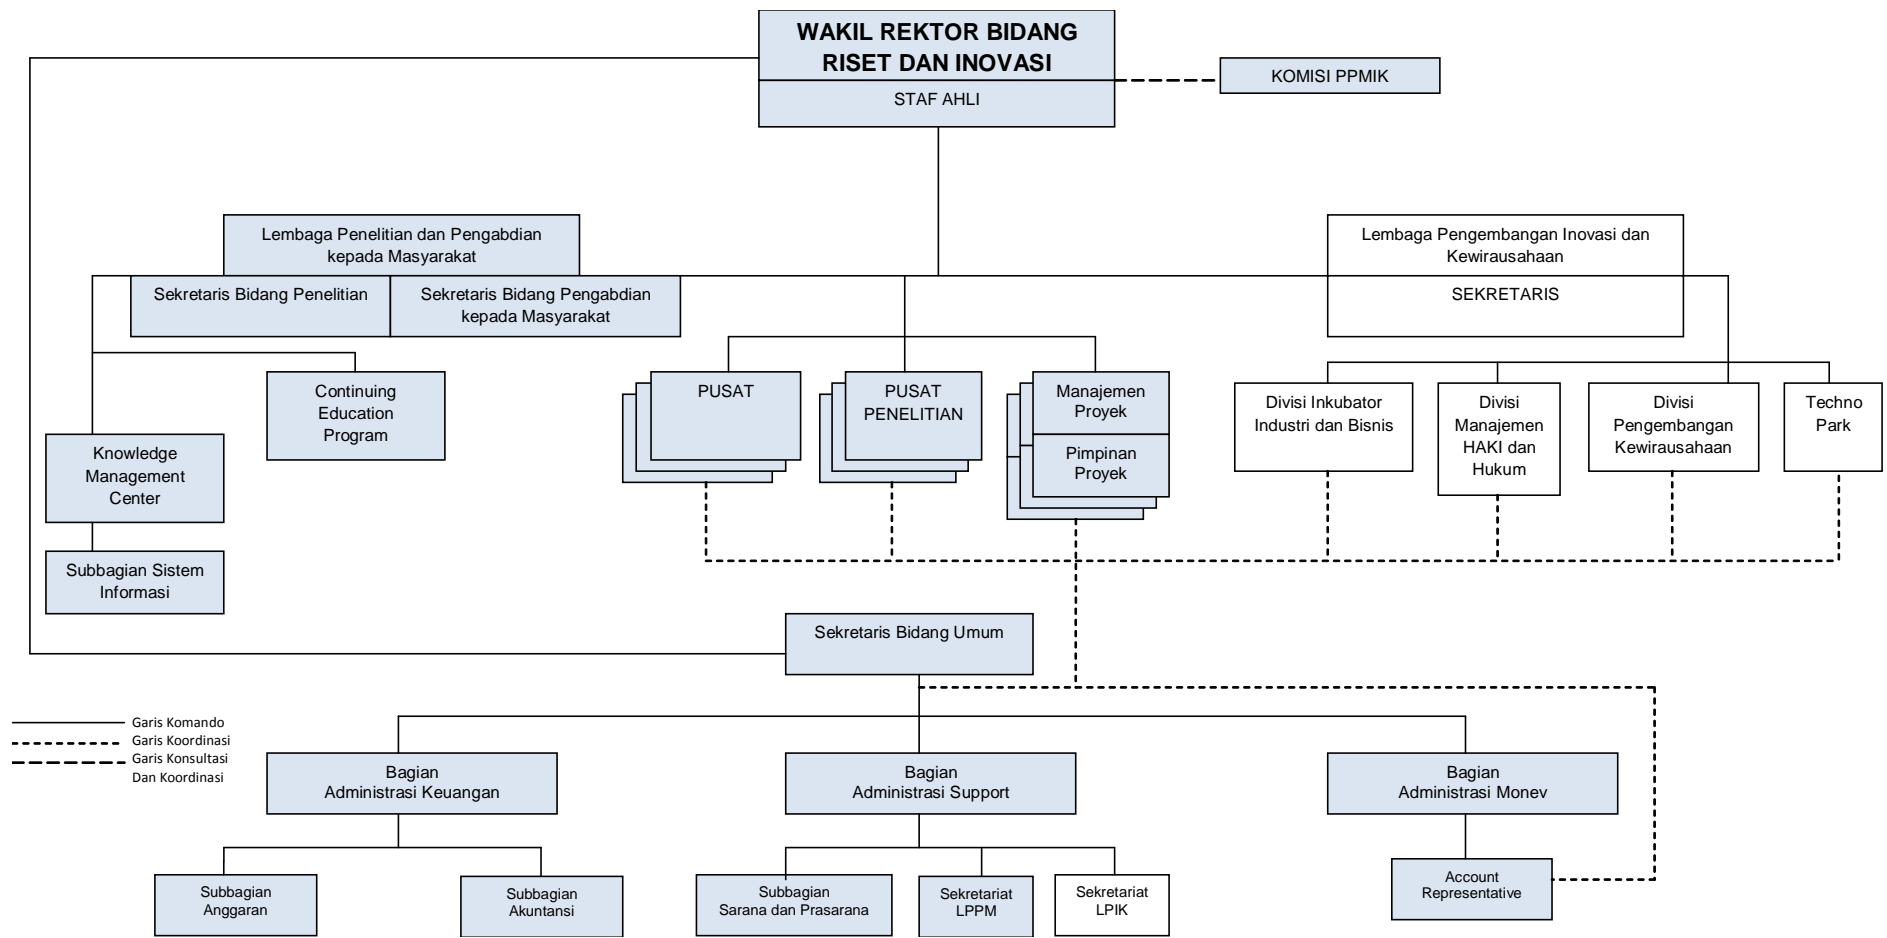 WAKIL REKTOR BIDANG
RISET DAN INOVASI
STAF AHLI
KOMISI PPMIK
Lembaga Penelitian dan Pengabdian
kepada Masyarakat
Sekretaris Bidang Penelitian
Sekretaris Bidang Pengabdian
kepada Masyarakat
Lembaga Pengembangan Inovasi dan
Kewirausahaan
SEKRETARIS
Continuing
Education
Program
Knowledge
Management
Center
Subbagian Sistem
Informasi
PUSAT
PUSAT
PENELITIAN
Manajemen
Proyek
Pimpinan
Proyek
Divisi Inkubator
Industri dan Bisnis
Divisi
Manajemen
HAKI dan
Hukum
Divisi
Pengembangan
Kewirausahaan
Techno
Park
Sekretaris Bidang Umum
Garis Komando
Garis Koordinasi
Garis Konsultasi
Dan Koordinasi
Bagian
Administrasi Keuangan
Bagian
Administrasi Support
Bagian
Administrasi Monev
Subbagian
Anggaran
Subbagian
Akuntansi
Subbagian
Sarana dan Prasarana
Sekretariat
LPPM
Sekretariat
LPIK
Account
Representative